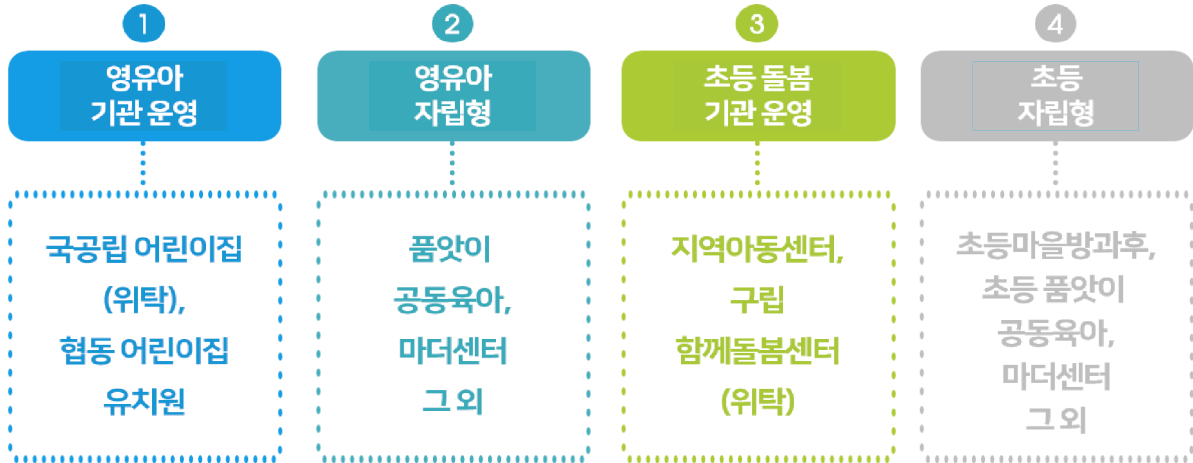 1
영유아
기관 운영
국공립 어린이집
(위탁),
협동 어린이집
유치원
2
영유아
자립형
품앗이
공동육아,
마더센터
그 외
3
초등 돌봄
기관 운영
지역아동센터,
구립
함께돌봄센터
(위탁)
4
초등
자립형
초등마을방과후,
초등 품앗이
공동육아,
마더센터
그 외